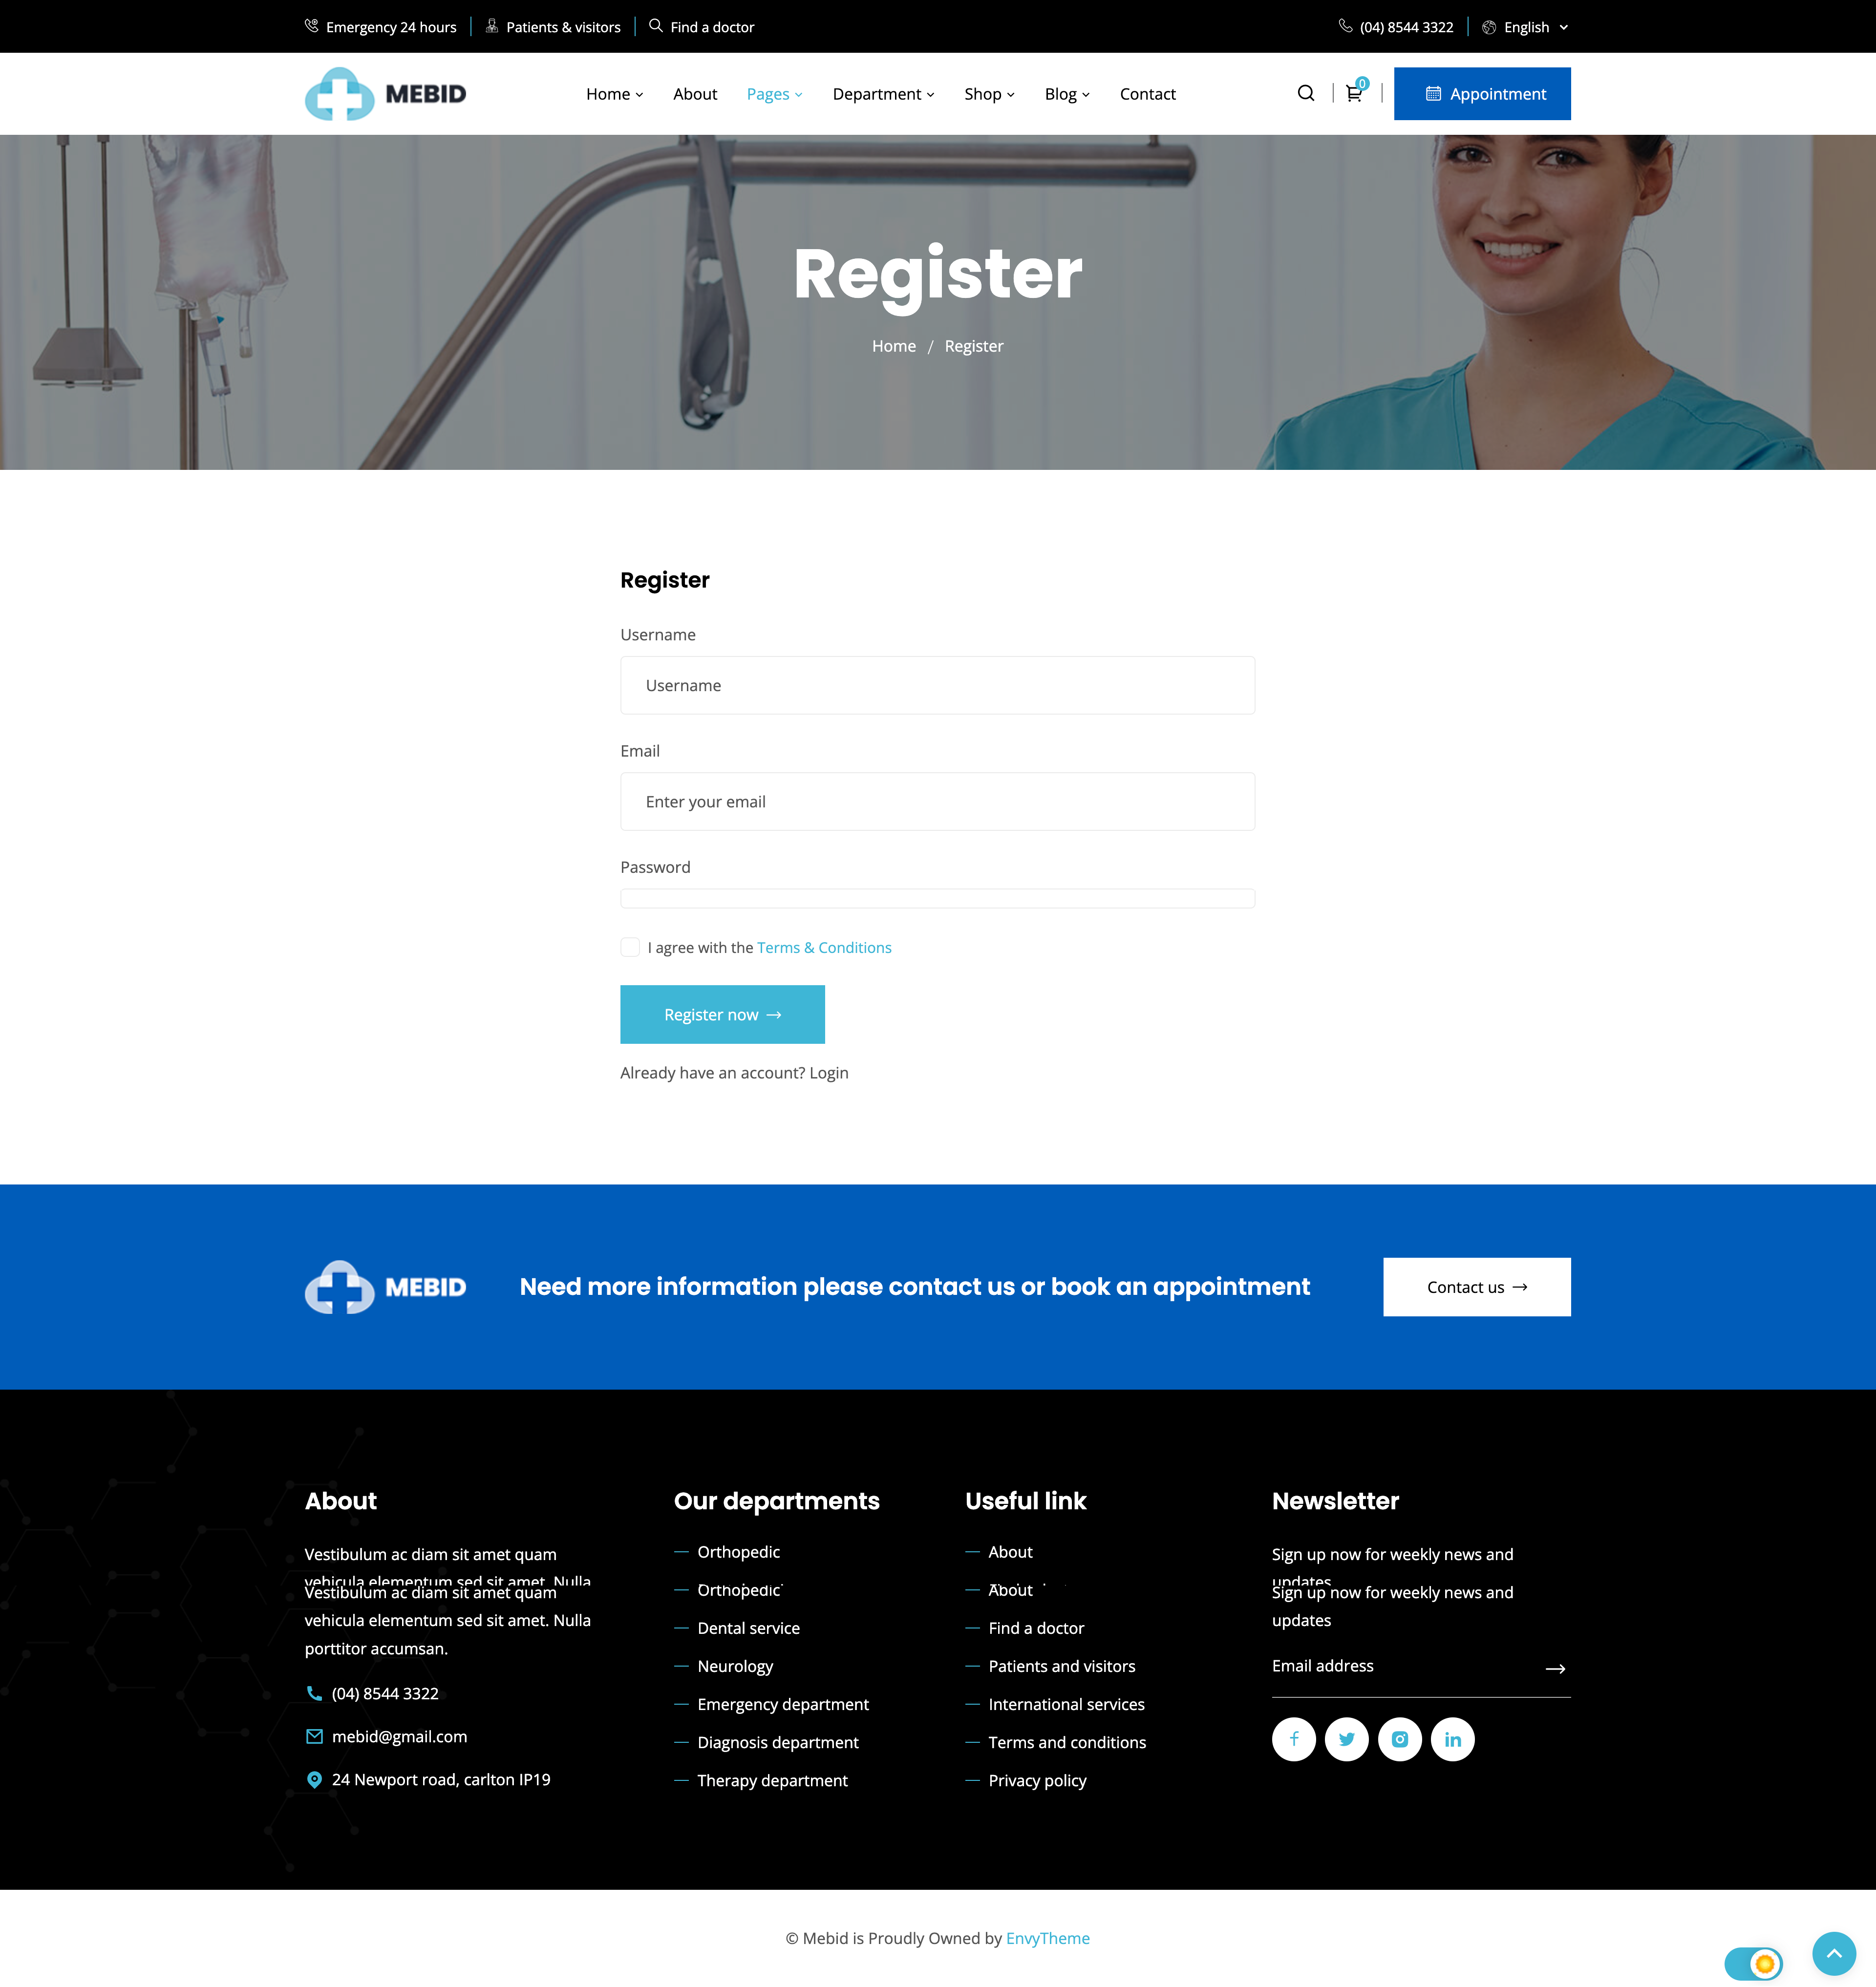 Emergency 24 hours
Patients & visitors
Find a doctor
(04) 8544 3322
English
MEBID
Home
About
Pages
Department
Shop
Blog
Contact
0
Appointment
Register
Home / Register
Register
Username
Username
Email
Enter your email
Password
I agree with the Terms & Conditions
Register now
Already have an account? Login
MEBID
Need more information please contact us or book an appointment
Contact us
About
Vestibulum ac diam sit amet quam
vehicula elementum sed sit amet. Nulla
Vestibulum ac diam sit amet quam
vehicula elementum sed sit amet. Nulla
porttitor accumsan.
(04) 8544 3322
mebid@gmail.com
24 Newport road, carlton IP19
Our departments
Orthopedic
Orthopedic
Dental service
Neurology
Emergency department
Diagnosis department
Therapy department
Useful link
About
About
Find a doctor
Patients and visitors
International services
Terms and conditions
Privacy policy
Newsletter
Sign up now for weekly news and
updates
Sign up now for weekly news and
updates
Email address
© Mebid is Proudly Owned by EnvyTheme